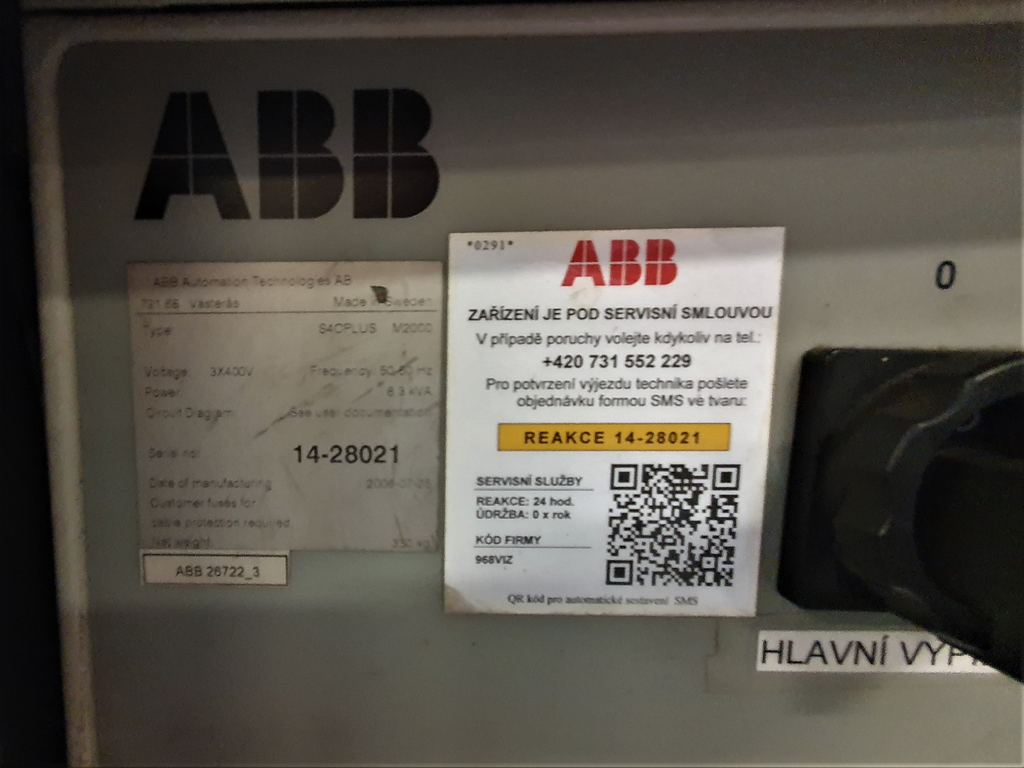 ABB
ABB Automation Technologies AB
721 68 Västerås Made in Sweden
Type: S4CPLUS M2000
Voltage: 3X400V Frequency: 50-60 Hz
Power: 6.3 kVA
Circuit Diagram: See user documentation
Serial no: 14-28021
Date of manufacturing
Customer fuses for
cable protection required
Net weight:
ABB 26722_3
*0291*
ABB
ZAŘÍZENÍ JE POD SERVISNÍ SMLOUVOU
V případě poruchy volejte kdykoliv na tel.:
+420 731 552 229
Pro potvrzení výjezdu technika pošlete
objednávku formou SMS ve tvaru:
REAKCE 14-28021
SERVISNÍ SLUŽBY
REAKCE: 24 hod.
ÚDRŽBA: 0 x rok
KÓD FIRMY
968VIZ
QR kód pro automatické sestavení SMS
0
HLAVNÍ